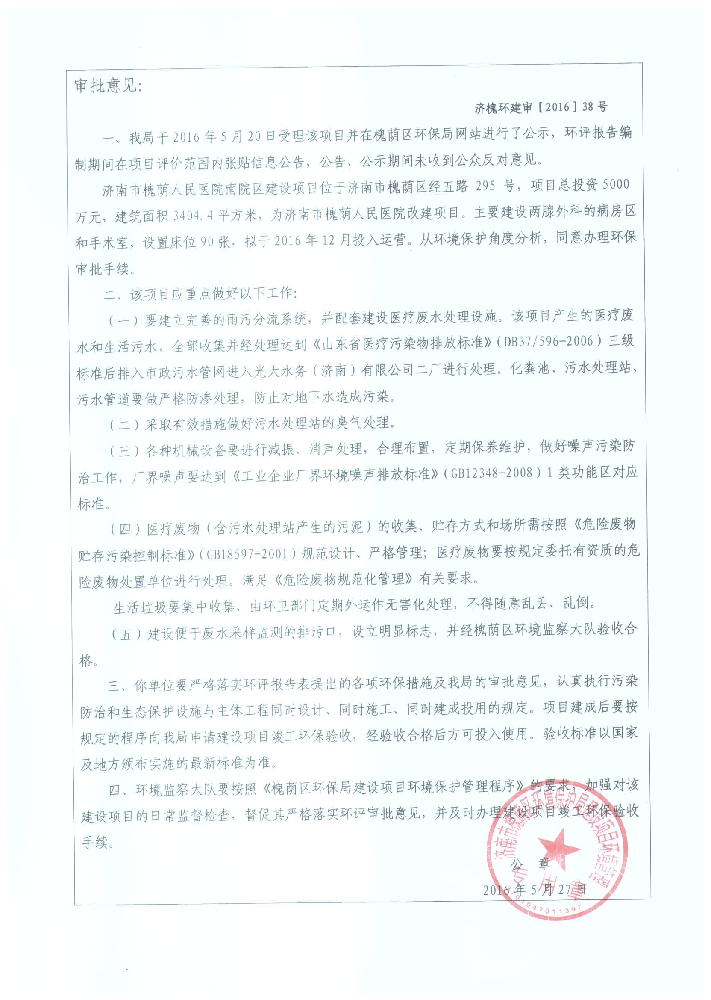 审批意见：
济槐环建审［2016］38 号
一、我局于 2016 年 5 月 20 日受理该项目并在槐荫区环保局网站进行了公示，环评报告编
制期间在项目评价范围内张贴信息公告，公告、公示期间未收到公众反对意见。
济南市槐荫人民医院南院区建设项目位于济南市槐荫区经五路 295 号，项目总投资 5000
万元，建筑面积 3404.4 平方米，为济南市槐荫人民医院改建项目。主要建设两腺外科的病房区
和手术室，设置床位 90 张，拟于 2016 年 12 月投入运营。从环境保护角度分析，同意办理环保
审批手续。
二、该项目应重点做好以下工作：
（一）要建立完善的雨污分流系统，并配套建设医疗废水处理设施。该项目产生的医疗废
水和生活污水，全部收集并经处理达到《山东省医疗污染物排放标准》（DB37/596-2006）三级
标准后排入市政污水管网进入光大水务（济南）有限公司二厂进行处理。化粪池、污水处理站、
污水管道要做严格防渗处理，防止对地下水造成污染。
（二）采取有效措施做好污水处理站的臭气处理。
（三）各种机械设备要进行减振、消声处理，合理布置，定期保养维护，做好噪声污染防
治工作，厂界噪声要达到《工业企业厂界环境噪声排放标准》（GB12348-2008）1 类功能区对应
标准。
（四）医疗废物（含污水处理站产生的污泥）的收集、贮存方式和场所需按照《危险废物
贮存污染控制标准》（GB18597-2001）规范设计、严格管理；医疗废物要按规定委托有资质的危
险废物处置单位进行处理。满足《危险废物规范化管理》有关要求。
生活垃圾要集中收集，由环卫部门定期外运作无害化处理，不得随意乱丢、乱倒。
（五）建设便于废水采样监测的排污口，设立明显标志，并经槐荫区环境监察大队验收合
格。
三、你单位要严格落实环评报告表提出的各项环保措施及我局的审批意见，认真执行污染
防治和生态保护设施与主体工程同时设计、同时施工、同时建成投用的规定。项目建成后要按
规定的程序向我局申请建设项目竣工环保验收，经验收合格后方可投入使用。验收标准以国家
及地方颁布实施的最新标准为准。
四、环境监察大队要按照《槐荫区环保局建设项目环境保护管理程序》的要求，加强对该
建设项目的日常监督检查，督促其严格落实环评审批意见，并及时办理建设项目竣工环保验收
手续。
济南市槐荫区环境保护局建设项目环境管理
公 章
专用章
2016 年 5 月 27 日
3701047011397